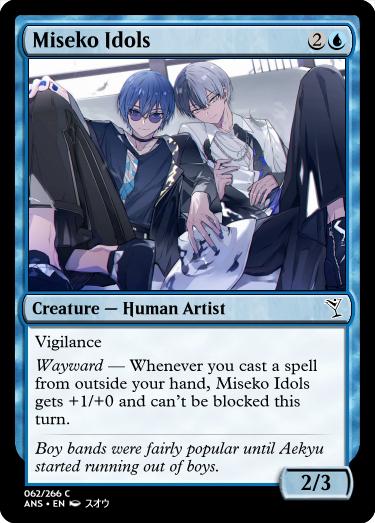 Miseko Idols 2
Creature — Human Artist
Vigilance
Wayward — Whenever you cast a spell
from outside your hand, Miseko Idols
gets +1/+0 and can't be blocked this
turn.
Boy bands were fairly popular until Aekyu
started running out of boys.
2/3
062/266 C
ANS • EN スオウ